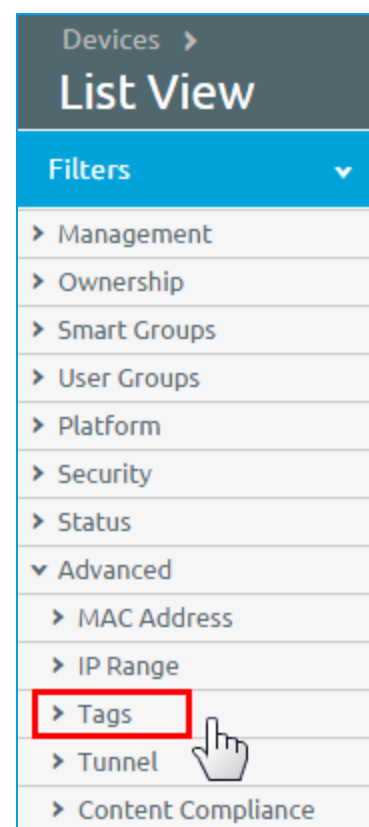 Devices >
List View
Filters
Management
Ownership
Smart Groups
User Groups
Platform
Security
Status
Advanced
MAC Address
IP Range
Tags
Tunnel
Content Compliance